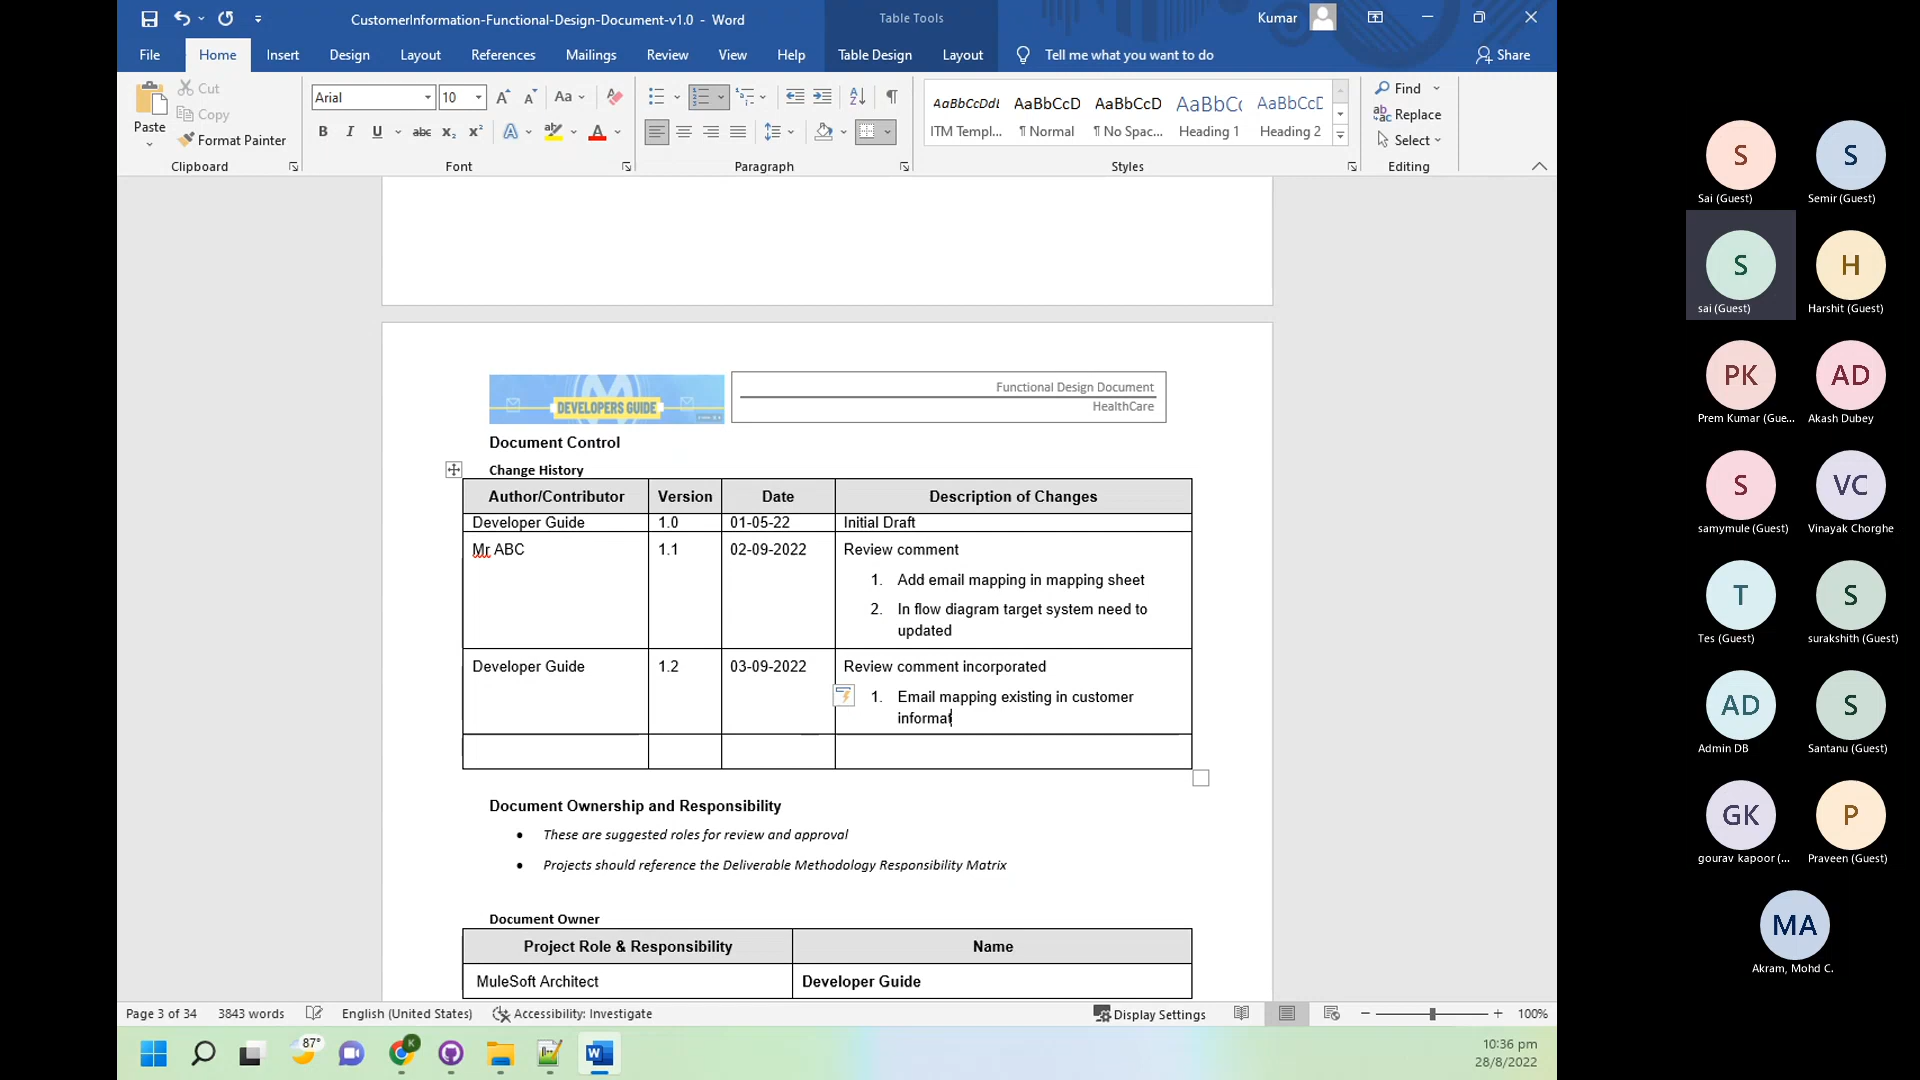 CustomerInformation-Functional-Design-Document-v1.0 - Word
Table Tools
Kumar
File
Home
Insert
Design
Layout
References
Mailings
Review
View
Help
Table Design
Layout
Tell me what you want to do
Share
Paste
Cut
Copy
Format Painter
Clipboard
Arial
10
Font
Paragraph
AaBbCcDdI
ITM Templ...
AaBbCcD
¶ Normal
AaBbCcD
¶ No Spac...
AaBbC
Heading 1
AaBbCcD
Heading 2
Styles
Find
Replace
Select
Editing
DEVELOPERS GUIDE
Functional Design Document
HealthCare
Document Control
Change History
Author/Contributor Version Date Description of Changes
Developer Guide 1.0 01-05-22 Initial Draft
Mr ABC 1.1 02-09-2022 Review comment
1. Add email mapping in mapping sheet
2. In flow diagram target system need to
updated
Developer Guide 1.2 03-09-2022 Review comment incorporated
1. Email mapping existing in customer
informat
Document Ownership and Responsibility
• These are suggested roles for review and approval
• Projects should reference the Deliverable Methodology Responsibility Matrix
Document Owner
Project Role & Responsibility Name
MuleSoft Architect Developer Guide
Page 3 of 34
3843 words
English (United States)
Accessibility: Investigate
Display Settings
100%
87°
10:36 pm
28/8/2022
S
Sai (Guest)
S
Semir (Guest)
S
sai (Guest)
H
Harshit (Guest)
PK
Prem Kumar (Gue...
AD
Akash Dubey
S
samymule (Guest)
VC
Vinayak Chorghe
T
Tes (Guest)
S
surakshith (Guest)
AD
Admin DB
S
Santanu (Guest)
GK
gourav kapoor (...
P
Praveen (Guest)
MA
Akram, Mohd C.